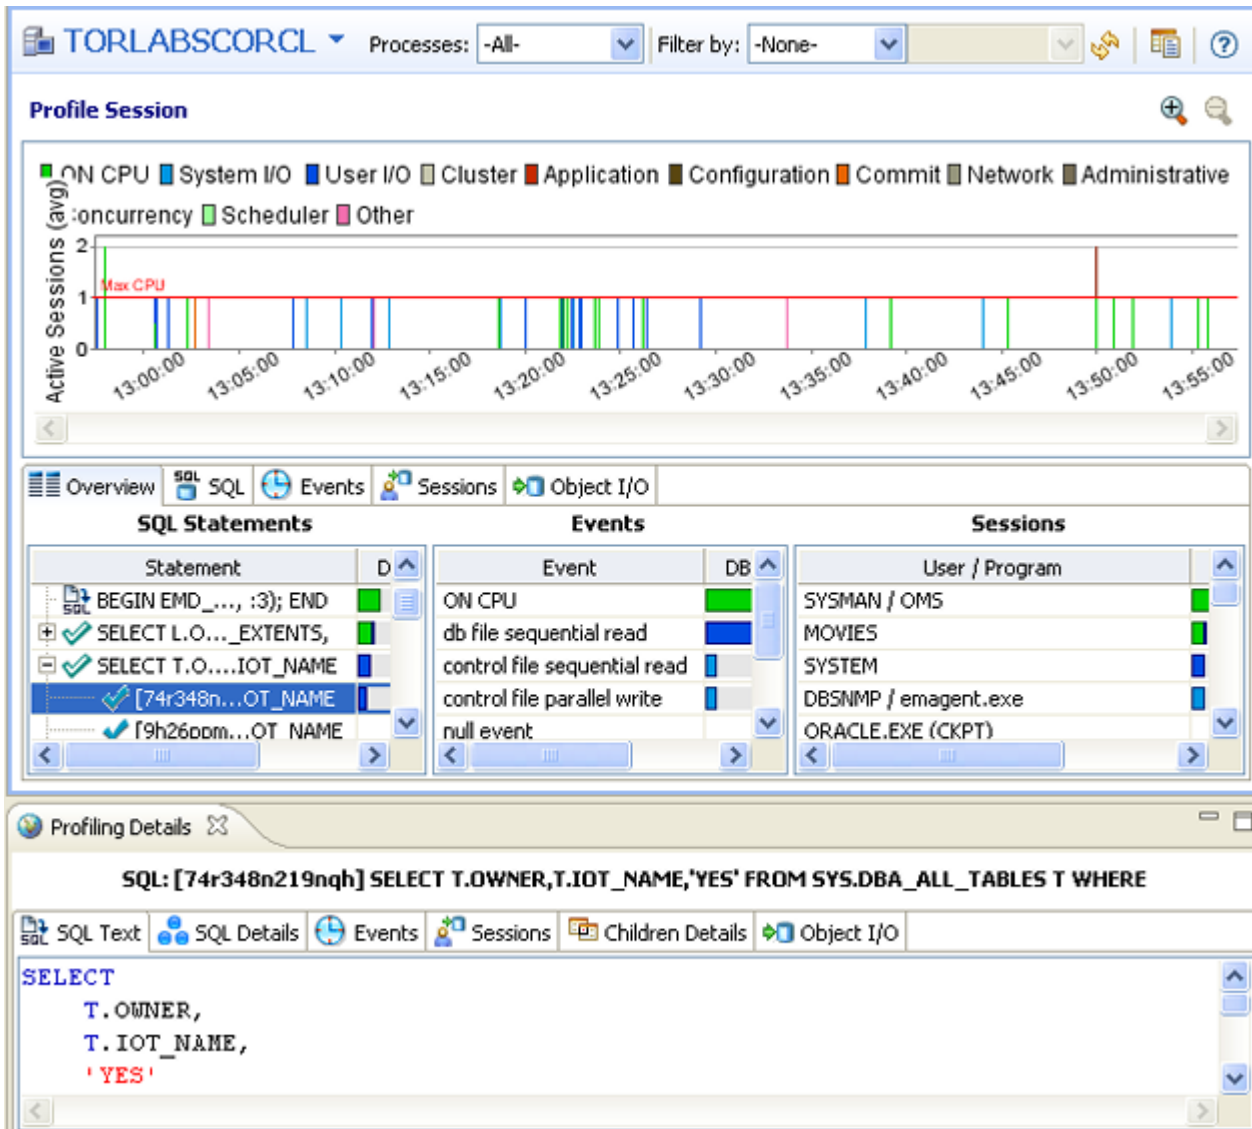 TORLABSCORCL Processes: -All- Filter by: -None-
Profile Session
ON CPU System I/O User I/O Cluster Application Configuration Commit Network Administrative
:oncurrency Scheduler Other
Active Sessions (avg)
2
Max CPU
1
0
13:00:00 13:05:00 13:10:00 13:15:00 13:20:00 13:25:00 13:30:00 13:35:00 13:40:00 13:45:00 13:50:00 13:55:00
Overview SQL Events Sessions Object I/O
SQL Statements Events Sessions
Statement D Event DB User / Program
BEGIN EMD_..., :3); END ON CPU SYSMAN / OMS
SELECT L.O..._EXTENTS, db file sequential read MOVIES
SELECT T.O....IOT_NAME control file sequential read SYSTEM
[74r348n...OT_NAME control file parallel write DBSNMP / emagent.exe
[9h26ppm...OT_NAME null event ORACLE.EXE (CKPT)
Profiling Details
SQL: [74r348n219nqh] SELECT T.OWNER,T.IOT_NAME,'YES' FROM SYS.DBA_ALL_TABLES T WHERE
SQL Text SQL Details Events Sessions Children Details Object I/O
SELECT
T.OWNER,
T.IOT_NAME,
'YES'